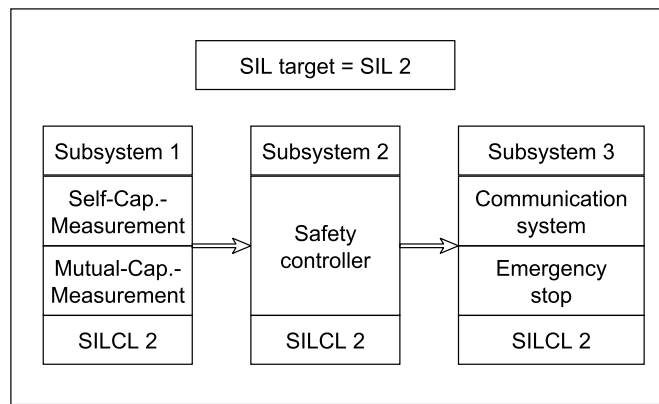 SIL target = SIL 2
Subsystem 1
Self-Cap.-
Measurement
Mutual-Cap.-
Measurement
SILCL 2
Subsystem 2
Safety
controller
SILCL 2
Subsystem 3
Communication
system
Emergency
stop
SILCL 2